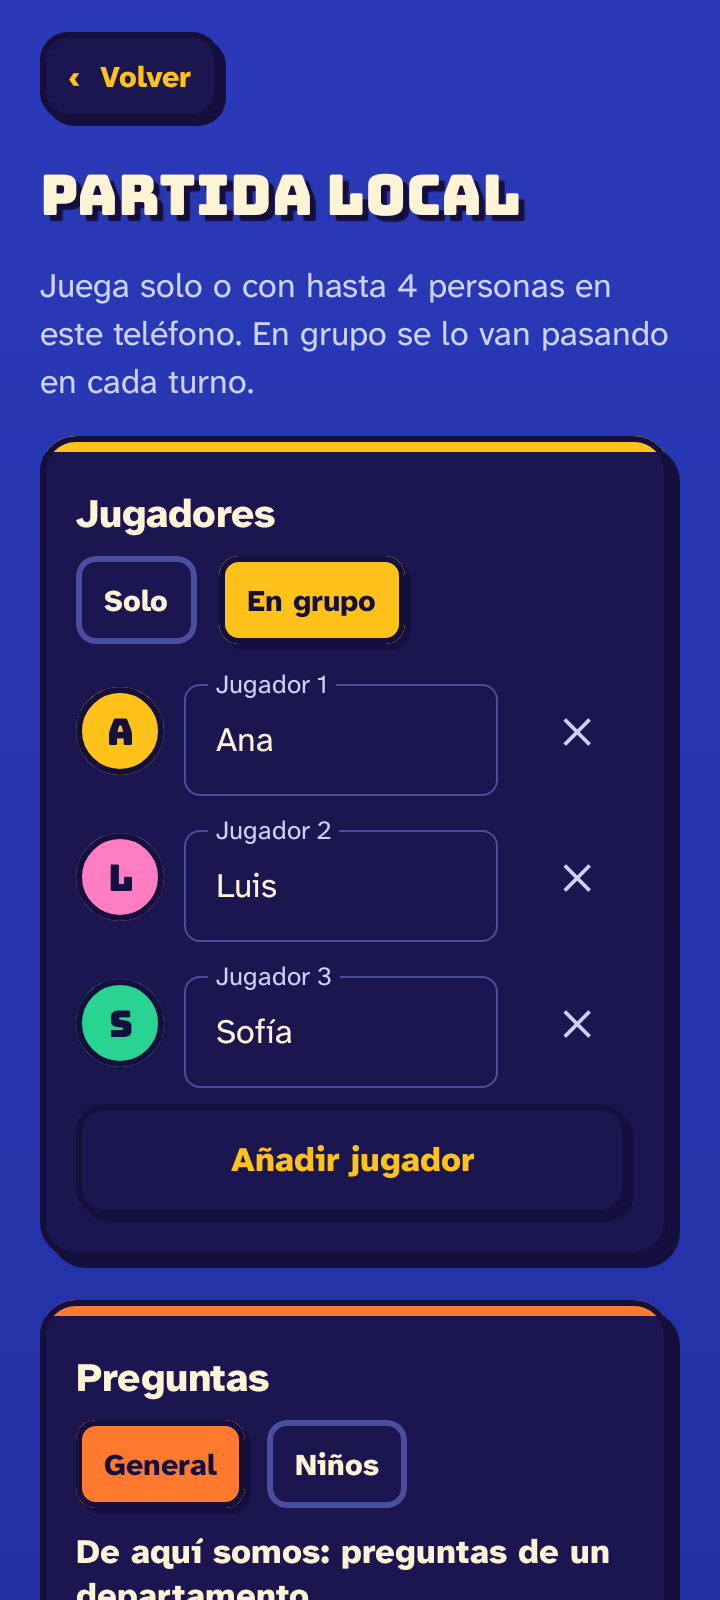 ‹ Volver
PARTIDA LOCAL
Juega solo o con hasta 4 personas en
este teléfono. En grupo se lo van pasando
en cada turno.
Jugadores
Solo En grupo
Jugador 1
A Ana
Jugador 2
L Luis
Jugador 3
S Sofía
Añadir jugador
Preguntas
General Niños
De aquí somos: preguntas de un
departamento